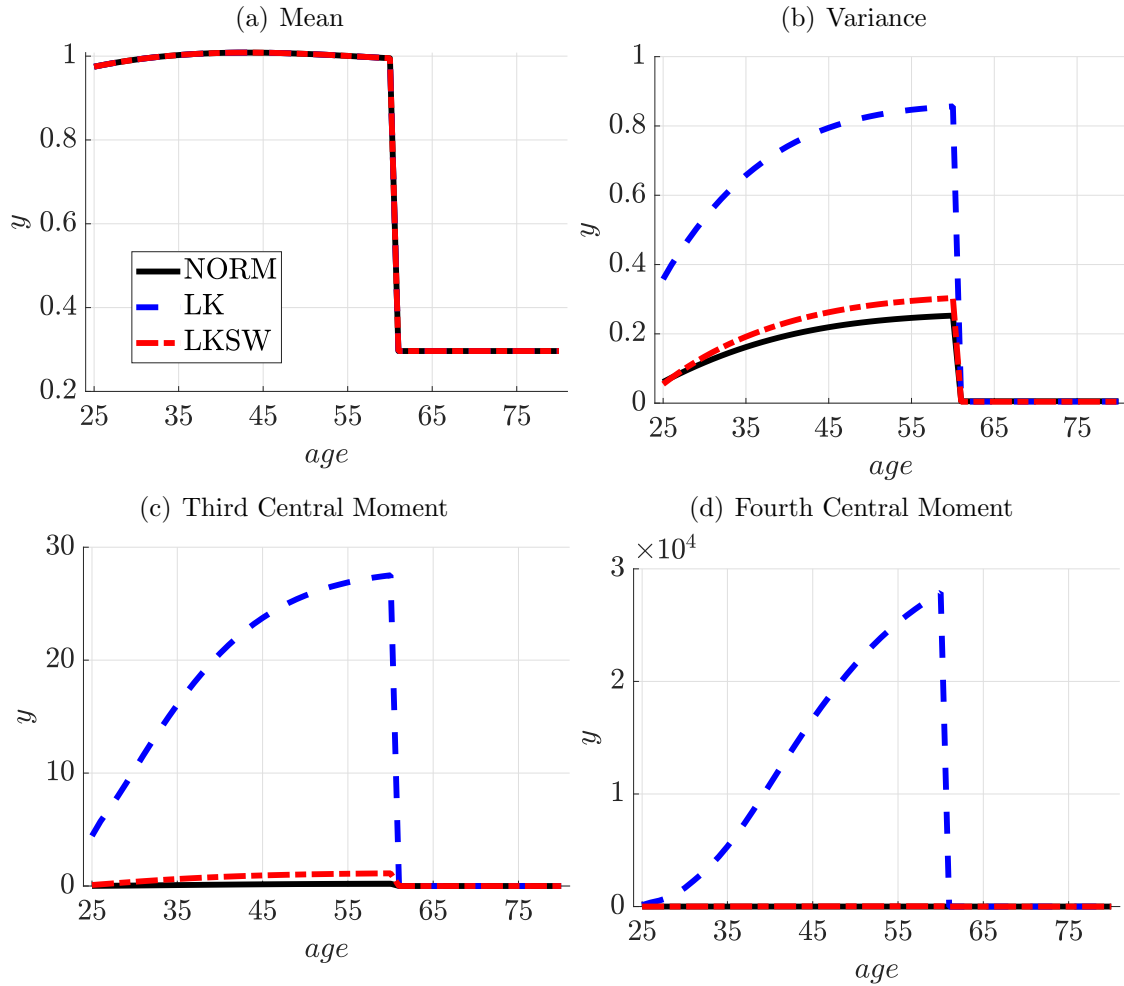 (a) Mean
1
0.8
0.6
0.4
0.2
y
NORM
LK
LKSW
25 35 45 55 65 75
age
(b) Variance
1
0.8
0.6
0.4
0.2
0
y
25 35 45 55 65 75
age
(c) Third Central Moment
30
20
10
0
y
25 35 45 55 65 75
age
(d) Fourth Central Moment
×10⁴
3
2
1
0
y
25 35 45 55 65 75
age